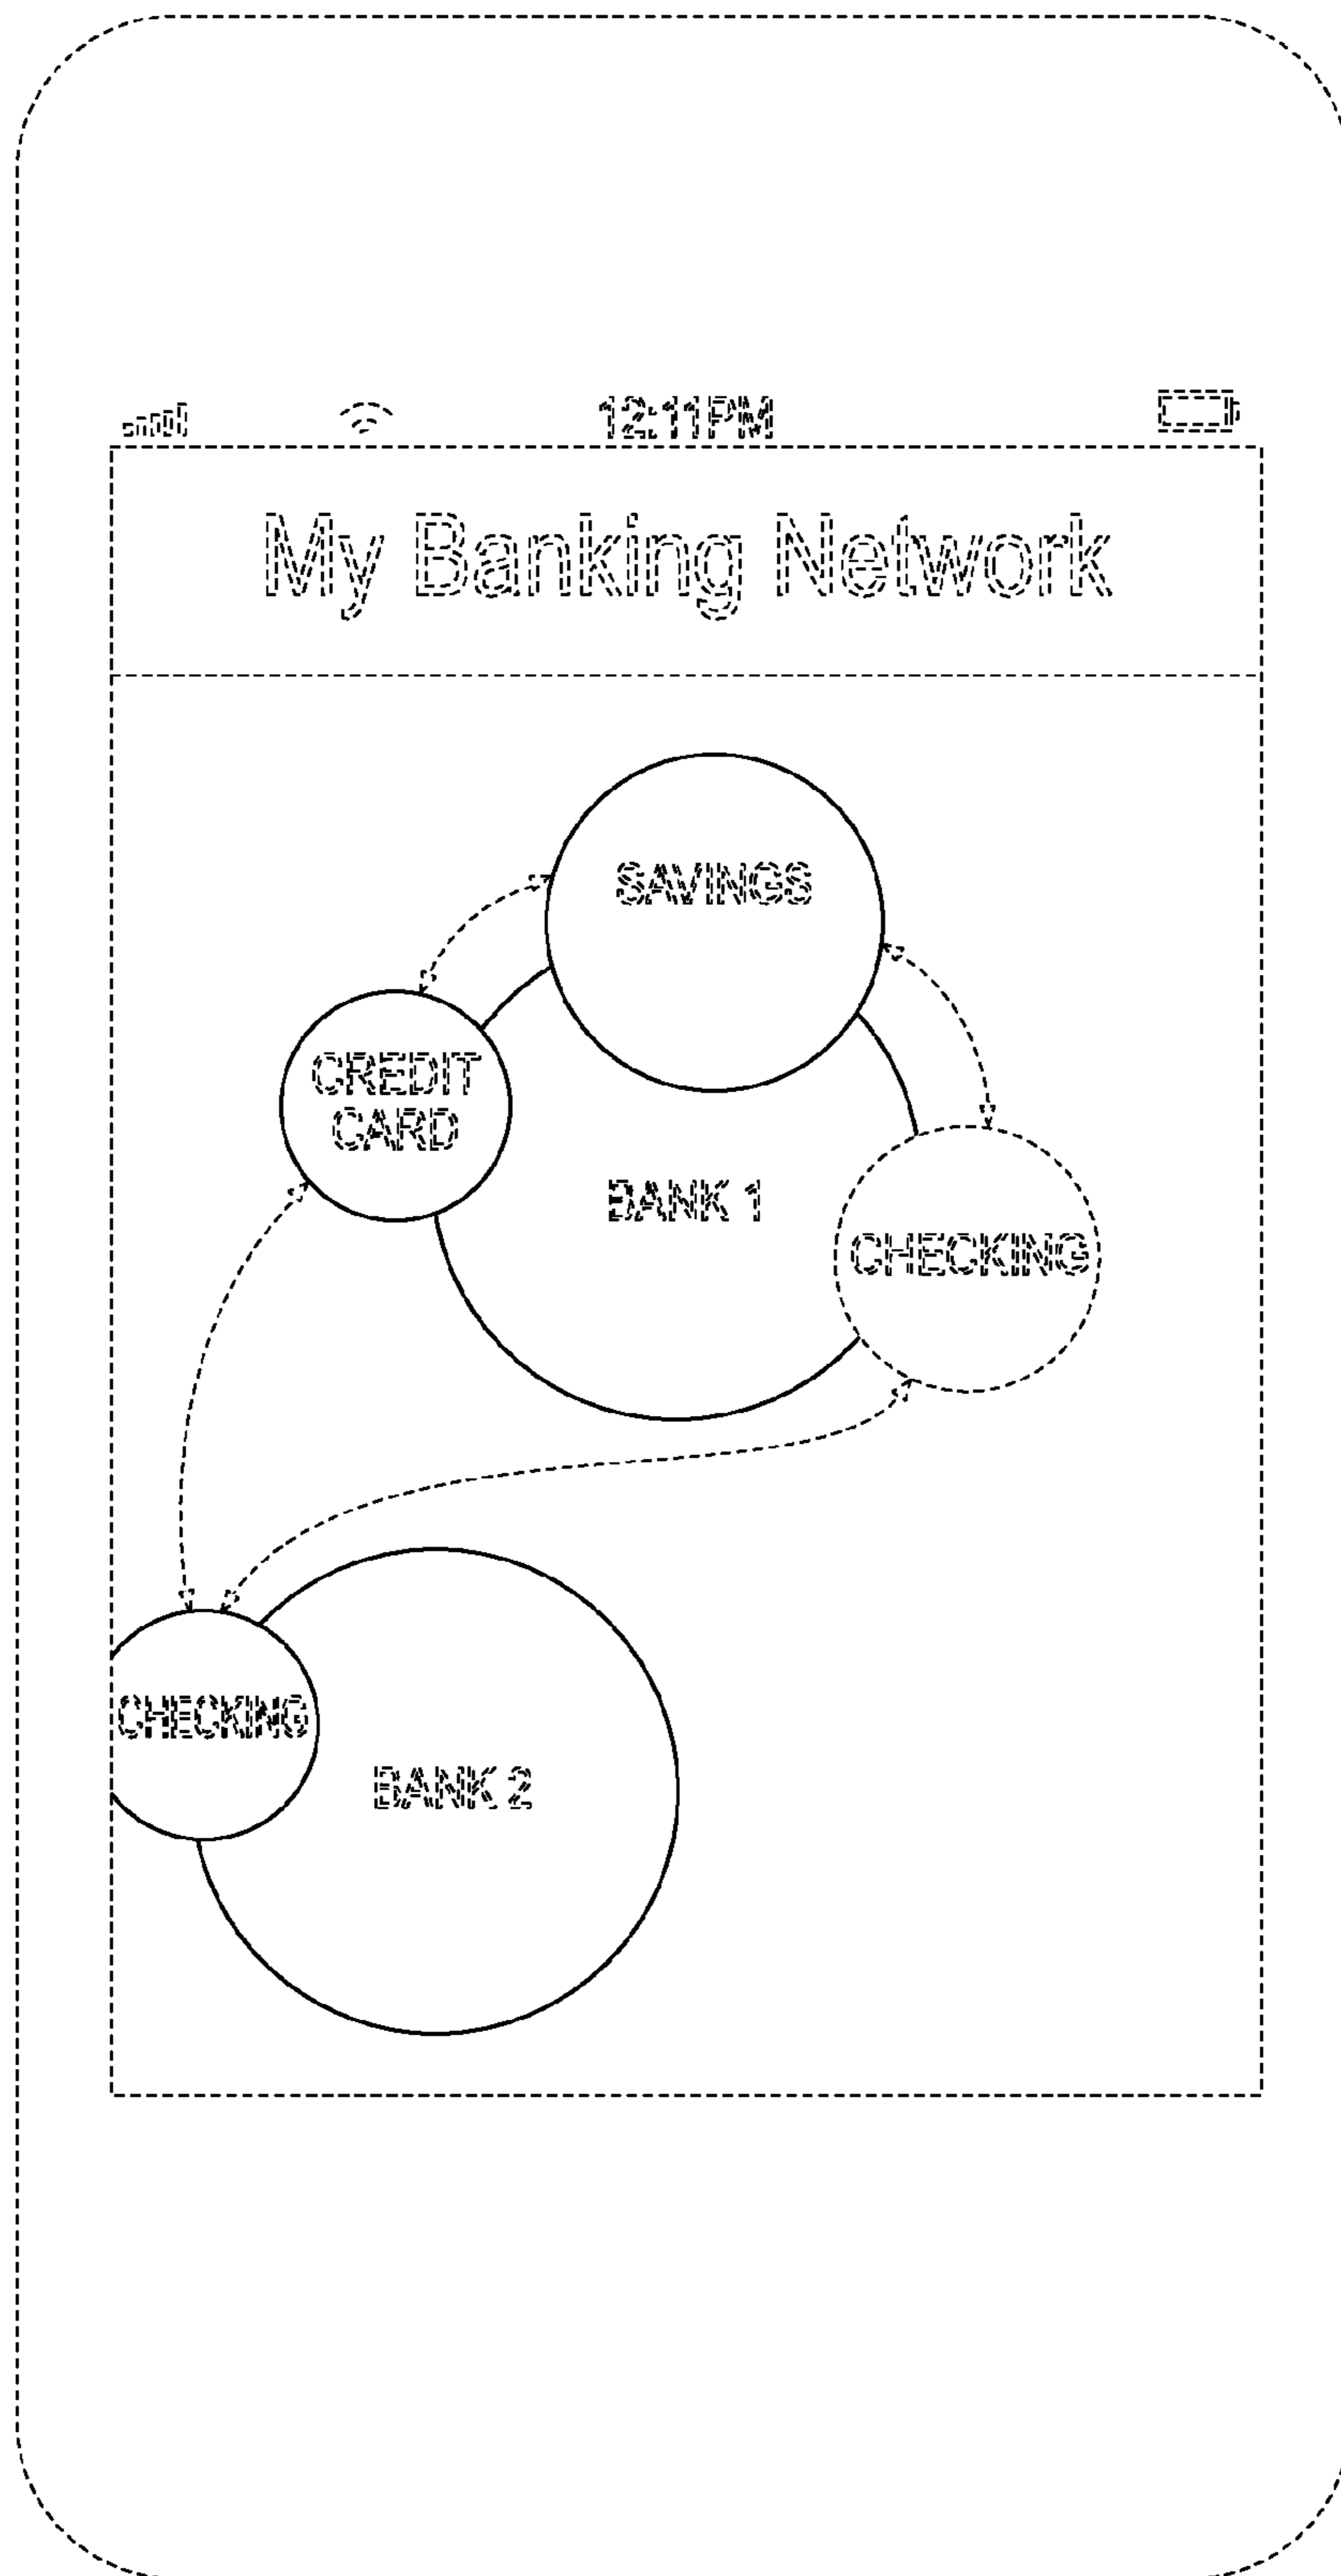 12:11PM
My Banking Network
SAVINGS
CREDIT
CARD
BANK 1
CHECKING
CHECKING
BANK 2